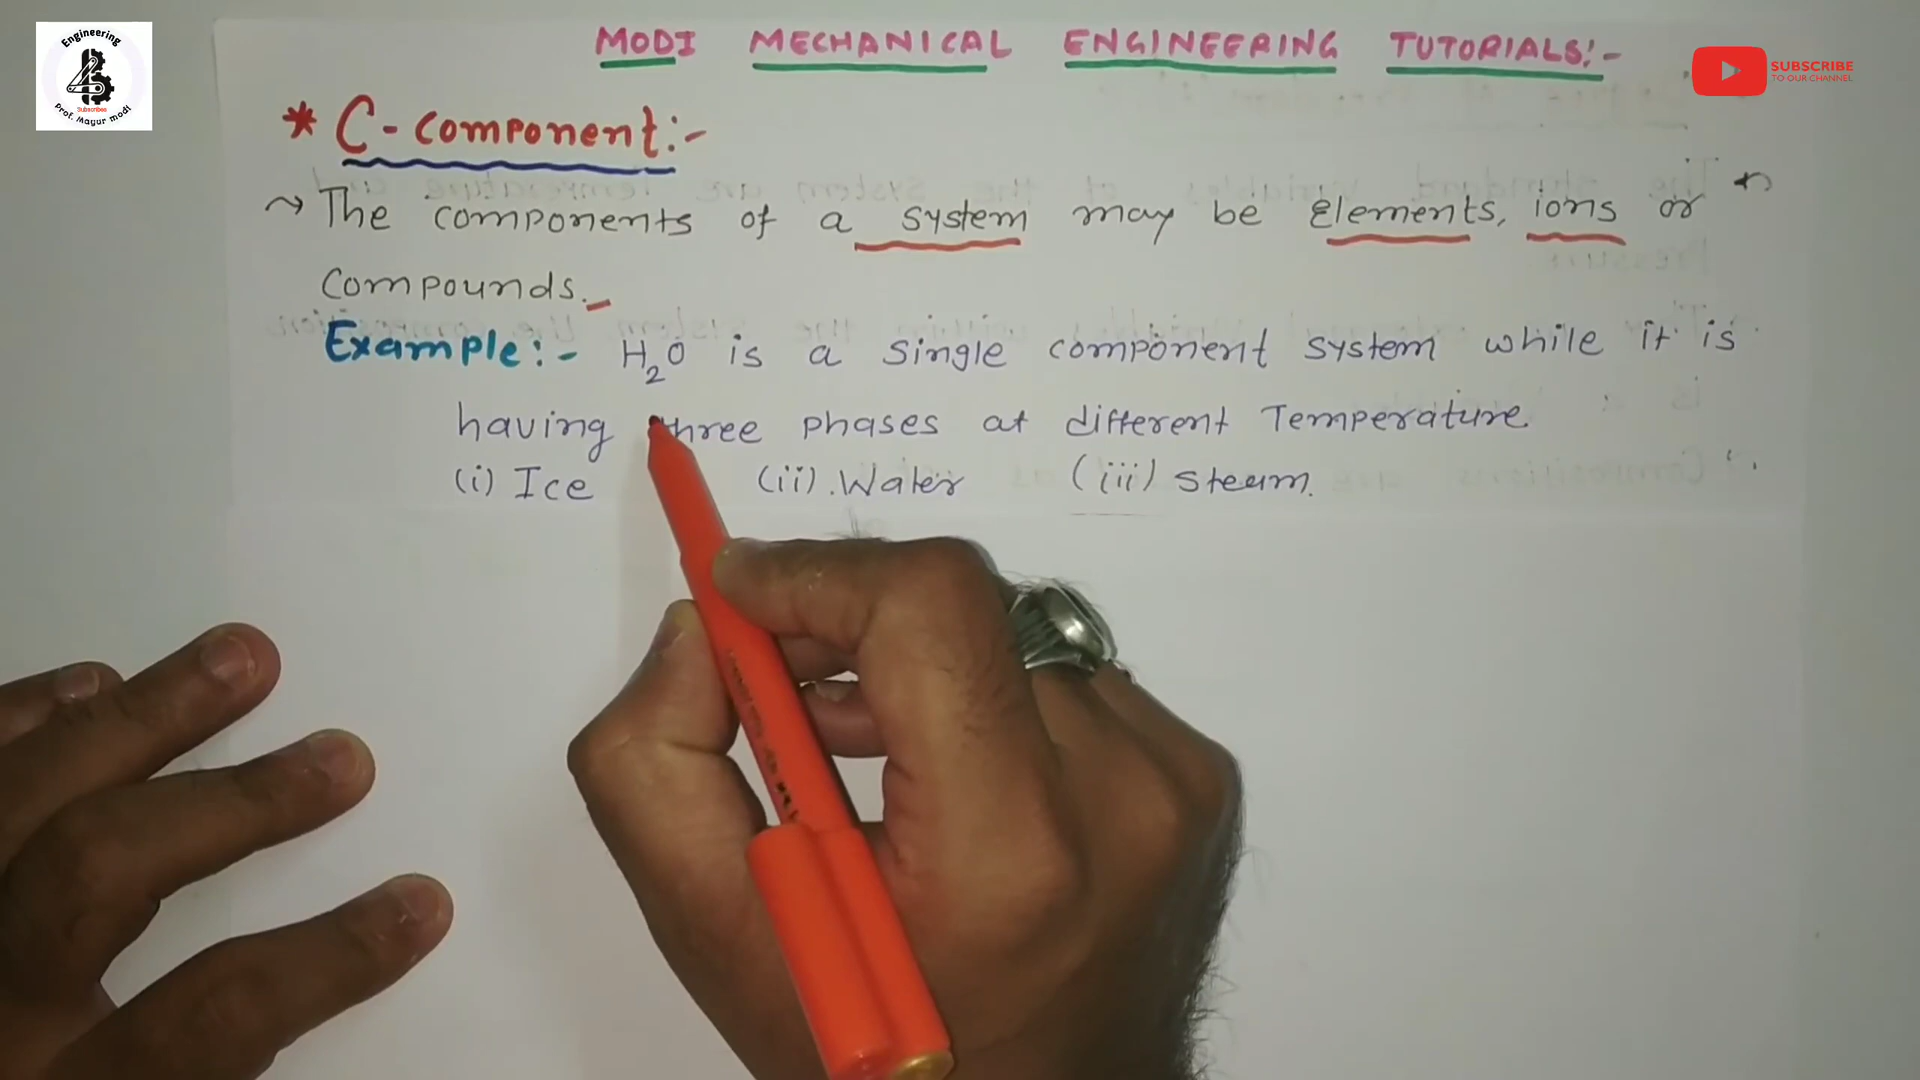 MODI MECHANICAL ENGINEERING TUTORIALS:-
Engineering
Subscribes
Prof. Mayur modi
SUBSCRIBE
TO OUR CHANNEL
* C-component:-
The components of a system may be Elements, ions or
Compounds.
Example:- H₂O is a single component system while it is
having three phases at different Temperature.
(i) Ice (ii). Water (iii) Steam.